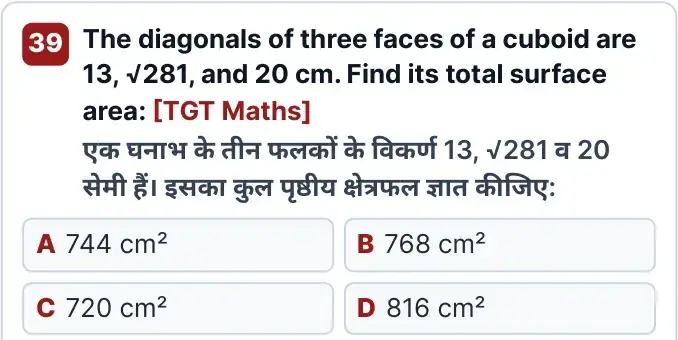 39 The diagonals of three faces of a cuboid are
13, √281, and 20 cm. Find its total surface
area: [TGT Maths]
एक घनाभ के तीन फलकों के विकर्ण 13, √281 व 20
सेमी हैं। इसका कुल पृष्ठीय क्षेत्रफल ज्ञात कीजिए:
A 744 cm² B 768 cm²
C 720 cm² D 816 cm²